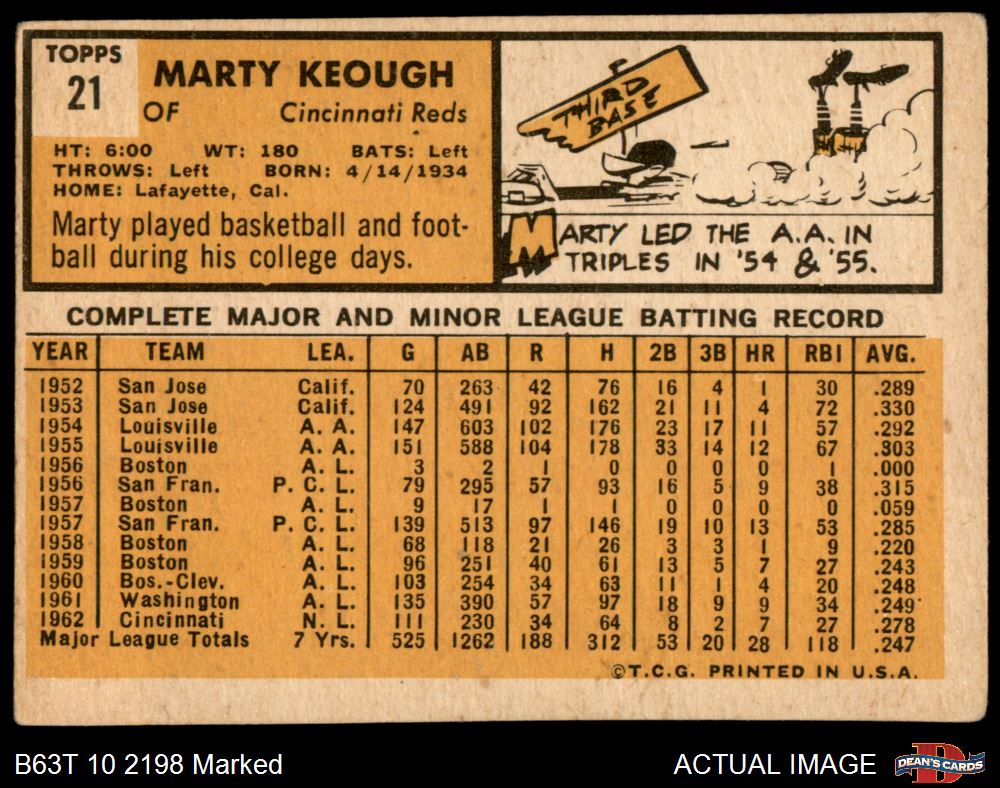 TOPPS
21
MARTY KEOUGH
OF Cincinnati Reds
HT: 6:00 WT: 180 BATS: Left
THROWS: Left BORN: 4/14/1934
HOME: Lafayette, Cal.
Marty played basketball and foot-
ball during his college days.
THIRD
BASE
MARTY LED THE A.A. IN
TRIPLES IN '54 & '55.
COMPLETE MAJOR AND MINOR LEAGUE BATTING RECORD
YEAR TEAM LEA. G AB R H 2B 3B HR RBI AVG.
1952 San Jose Calif. 70 263 42 76 16 4 1 30 .289
1953 San Jose Calif. 124 491 92 162 21 11 4 72 .330
1954 Louisville A. A. 147 603 102 176 23 17 11 57 .292
1955 Louisville A. A. 151 588 104 178 33 14 12 67 .303
1956 Boston A. L. 3 2 1 0 0 0 0 1 .000
1956 San Fran. P. C. L. 79 295 57 93 16 5 9 38 .315
1957 Boston A. L. 9 17 1 1 0 0 0 0 .059
1957 San Fran. P. C. L. 139 513 97 146 19 10 13 53 .285
1958 Boston A. L. 68 118 21 26 3 3 1 9 .220
1959 Boston A. L. 96 251 40 61 13 5 7 27 .243
1960 Bos.-Clev. A. L. 103 254 34 63 11 1 4 20 .248
1961 Washington A. L. 135 390 57 97 18 9 9 34 .249
1962 Cincinnati N. L. 111 230 34 64 8 2 7 27 .278
Major League Totals 7 Yrs. 525 1262 188 312 53 20 28 118 .247
©T.C.G. PRINTED IN U.S.A.
B63T 10 2198 Marked
ACTUAL IMAGE
D
DEAN'S CARDS